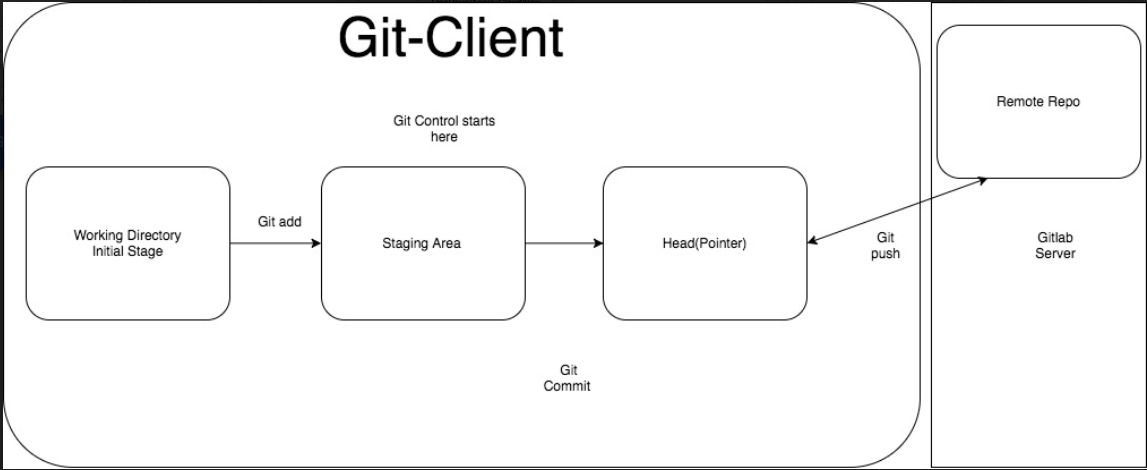 Git-Client
Git Control starts
here
Working Directory
Initial Stage
Git add
Staging Area
Head(Pointer)
Git
Commit
Git
push
Remote Repo
Gitlab
Server